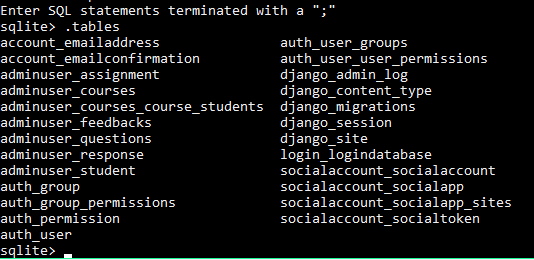 Enter SQL statements terminated with a ";"
sqlite> .tables
account_emailaddress auth_user_groups
account_emailconfirmation auth_user_user_permissions
adminuser_assignment django_admin_log
adminuser_courses django_content_type
adminuser_courses_course_students django_migrations
adminuser_feedbacks django_session
adminuser_questions django_site
adminuser_response login_logindatabase
adminuser_student socialaccount_socialaccount
auth_group socialaccount_socialapp
auth_group_permissions socialaccount_socialapp_sites
auth_permission socialaccount_socialtoken
auth_user
sqlite>